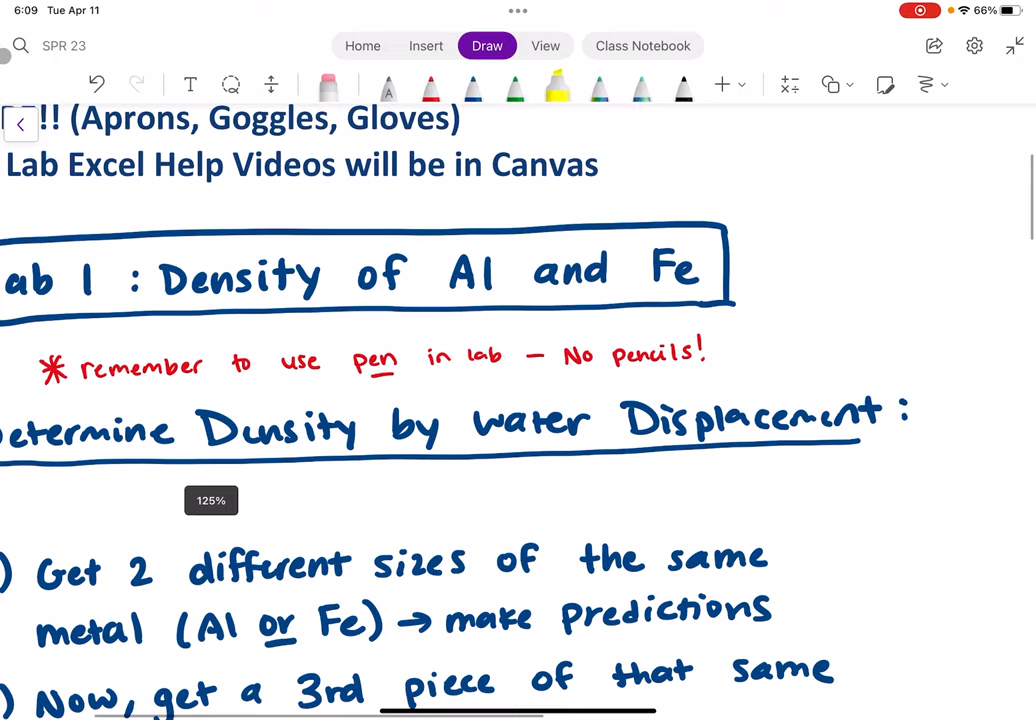 6:09 Tue Apr 11
66%
SPR 23
Home Insert Draw View Class Notebook
T
A
!! (Aprons, Goggles, Gloves)
Lab Excel Help Videos will be in Canvas
ab 1 : Density of Al and Fe
* remember to use pen in lab - No pencils!
etermine Density by water Displacement:
125%
) Get 2 different sizes of the same
metal (Al or Fe) → make predictions
) Now, get a 3rd piece of that same